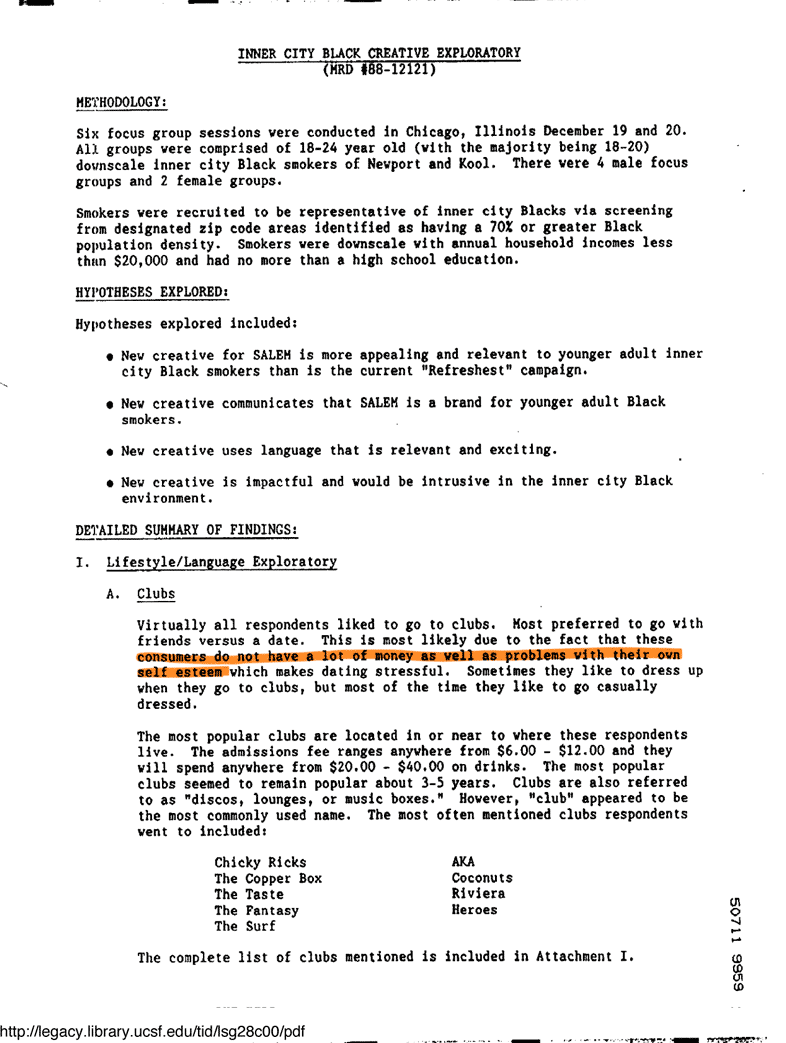 INNER CITY BLACK CREATIVE EXPLORATORY
(MRD #88-12121)
METHODOLOGY:
Six focus group sessions were conducted in Chicago, Illinois December 19 and 20.
All groups were comprised of 18-24 year old (with the majority being 18-20)
downscale inner city Black smokers of Newport and Kool. There were 4 male focus
groups and 2 female groups.
Smokers were recruited to be representative of inner city Blacks via screening
from designated zip code areas identified as having a 70% or greater Black
population density. Smokers were downscale with annual household incomes less
than $20,000 and had no more than a high school education.
HYPOTHESES EXPLORED:
Hypotheses explored included:
• New creative for SALEM is more appealing and relevant to younger adult inner
city Black smokers than is the current "Refreshest" campaign.
• New creative communicates that SALEM is a brand for younger adult Black
smokers.
• New creative uses language that is relevant and exciting.
• New creative is impactful and would be intrusive in the inner city Black
environment.
DETAILED SUMMARY OF FINDINGS:
I. Lifestyle/Language Exploratory
A. Clubs
Virtually all respondents liked to go to clubs. Most preferred to go with
friends versus a date. This is most likely due to the fact that these
consumers do not have a lot of money as well as problems with their own
self esteem which makes dating stressful. Sometimes they like to dress up
when they go to clubs, but most of the time they like to go casually
dressed.
The most popular clubs are located in or near to where these respondents
live. The admissions fee ranges anywhere from $6.00 - $12.00 and they
will spend anywhere from $20.00 - $40.00 on drinks. The most popular
clubs seemed to remain popular about 3-5 years. Clubs are also referred
to as "discos, lounges, or music boxes." However, "club" appeared to be
the most commonly used name. The most often mentioned clubs respondents
went to included:
Chicky Ricks AKA
The Copper Box Coconuts
The Taste Riviera
The Fantasy Heroes
The Surf
The complete list of clubs mentioned is included in Attachment I.
50711 9959
http://legacy.library.ucsf.edu/tid/lsg28c00/pdf